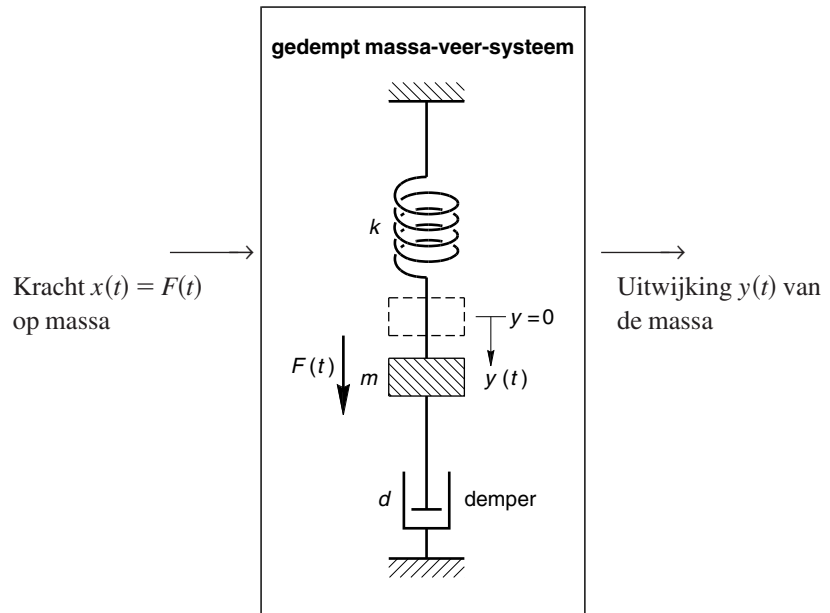 gedempt massa-veer-systeem
k
Kracht x(t) = F(t)
op massa
Uitwijking y(t) van
de massa
y=0
F(t)
m
y(t)
d
demper